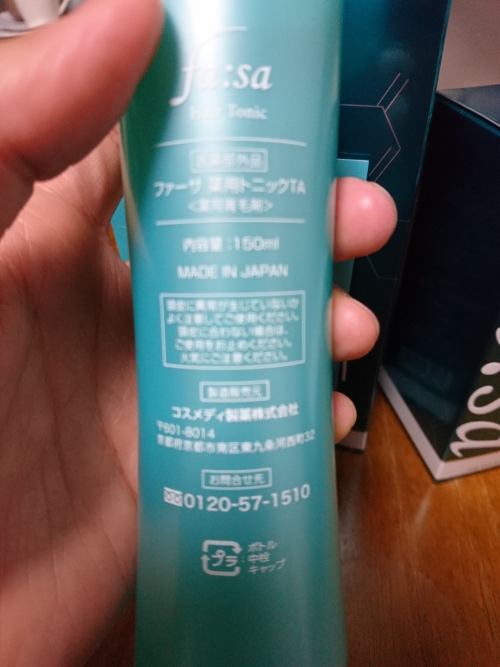 fa:sa
Hair Tonic
医薬部外品
ファーザ 薬用トニックTA
<薬用育毛剤>
内容量：150ml
MADE IN JAPAN
頭皮に異常が生じていないか
よく注意してご使用ください。
頭皮に合わない場合は、
ご使用をお止めください。
火気にご注意ください。
製造販売元
コスメディ製薬株式会社
〒601-8014
京都府京都市南区東九条河西町32
お問合せ先
0120-57-1510
プラ
ボトル
中栓
キャップ
:sa